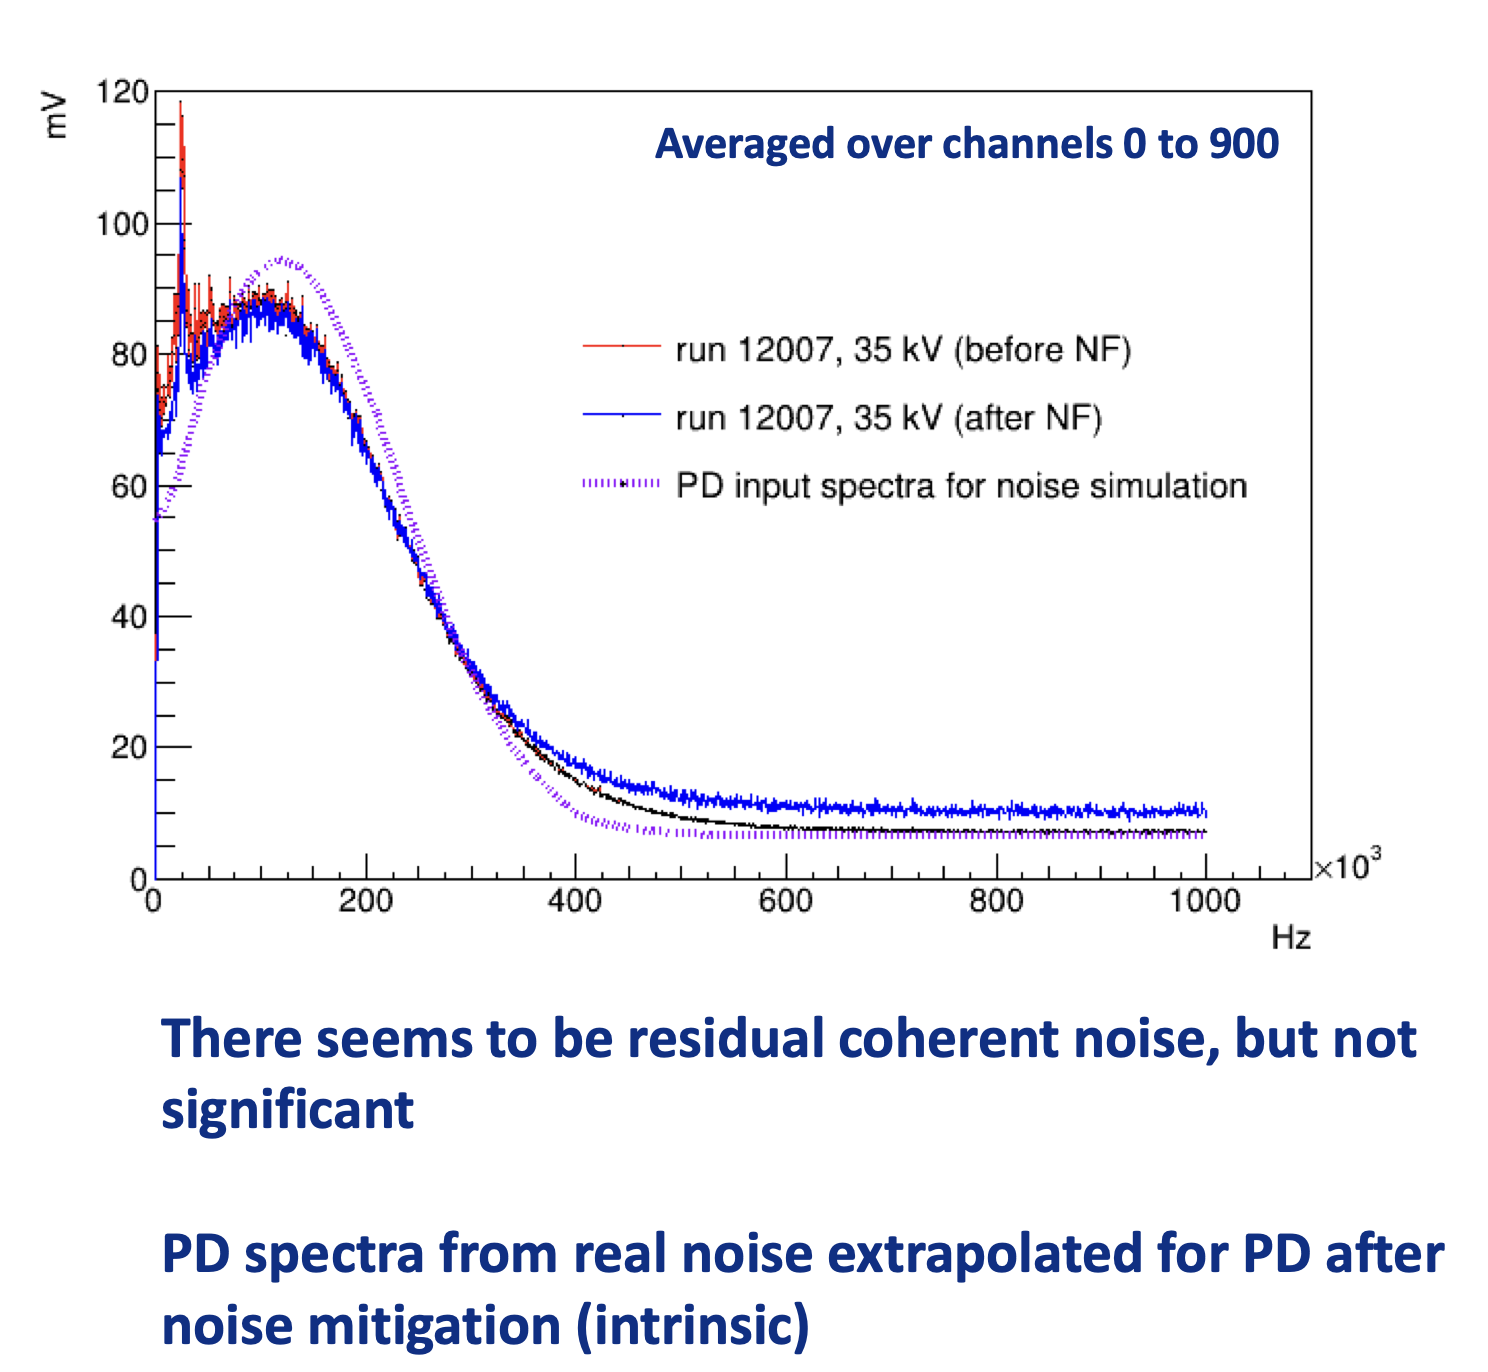 mV
120
100
80
60
40
20
0
Averaged over channels 0 to 900
run 12007, 35 kV (before NF)
run 12007, 35 kV (after NF)
PD input spectra for noise simulation
0 200 400 600 800 1000
×10³
Hz
There seems to be residual coherent noise, but not
significant
PD spectra from real noise extrapolated for PD after
noise mitigation (intrinsic)